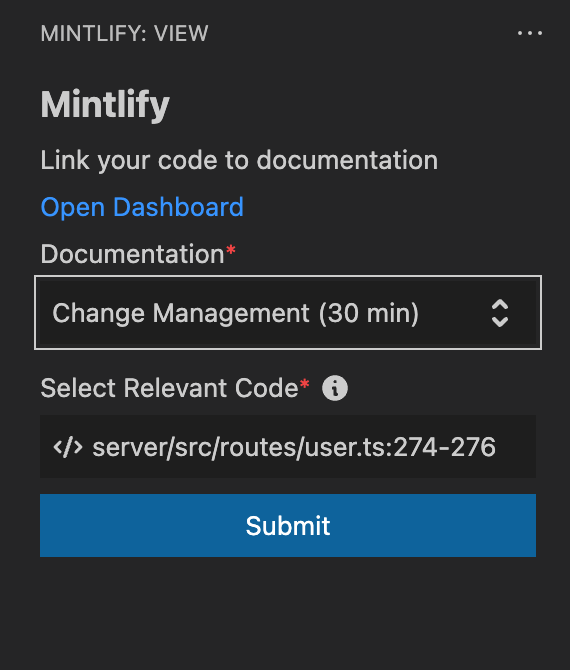 MINTLIFY: VIEW
Mintlify
Link your code to documentation
Open Dashboard
Documentation*
Change Management (30 min)
Select Relevant Code*
server/src/routes/user.ts:274-276
Submit